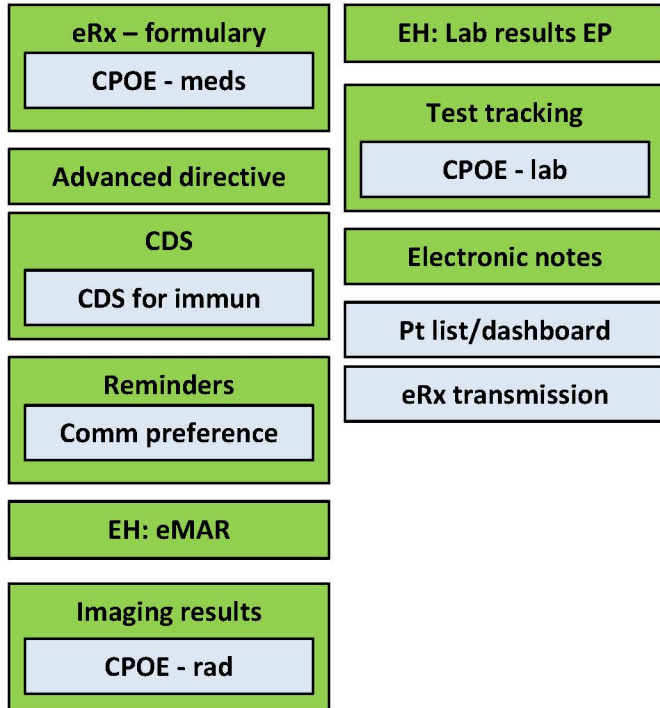 eRx – formulary
CPOE - meds
Advanced directive
CDS
CDS for immun
Reminders
Comm preference
EH: eMAR
Imaging results
CPOE - rad
EH: Lab results EP
Test tracking
CPOE - lab
Electronic notes
Pt list/dashboard
eRx transmission